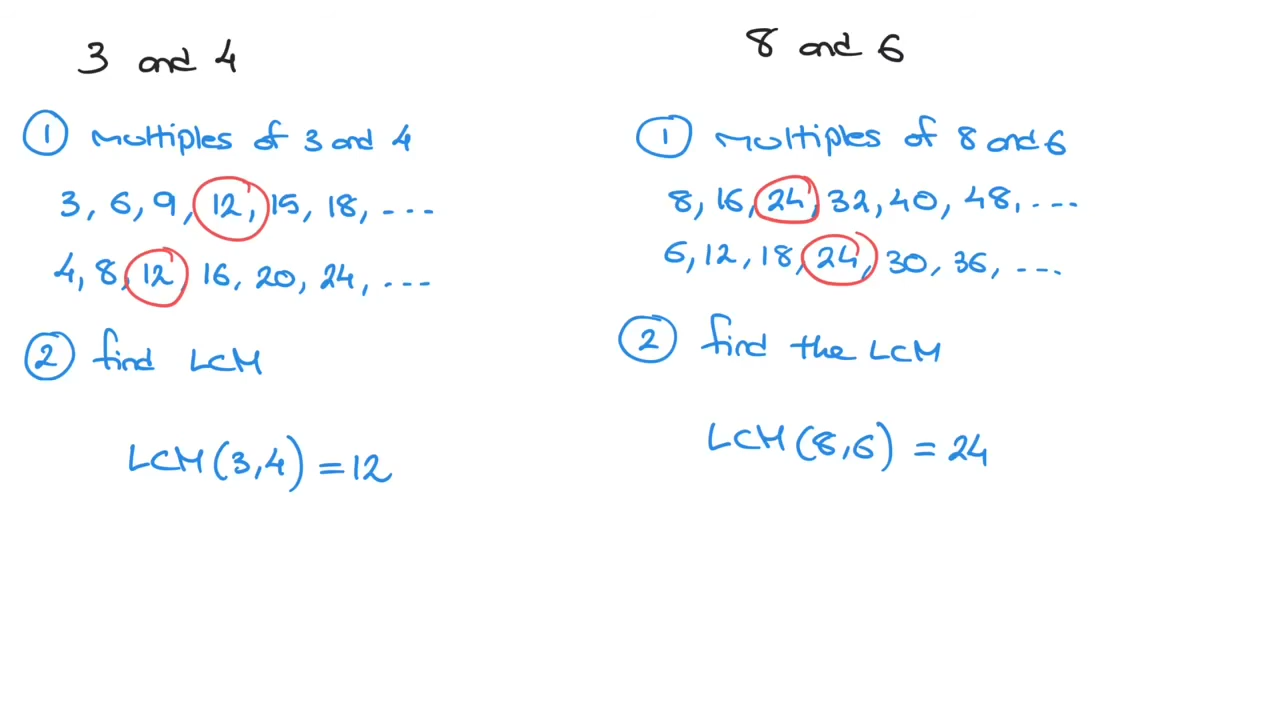 3 and 4
① multiples of 3 and 4
3, 6, 9, 12, 15, 18, ...
4, 8, 12, 16, 20, 24, ...
② find LCM
LCM(3,4) = 12
8 and 6
① multiples of 8 and 6
8, 16, 24, 32, 40, 48, ...
6, 12, 18, 24, 30, 36, ...
② find the LCM
LCM(8,6) = 24